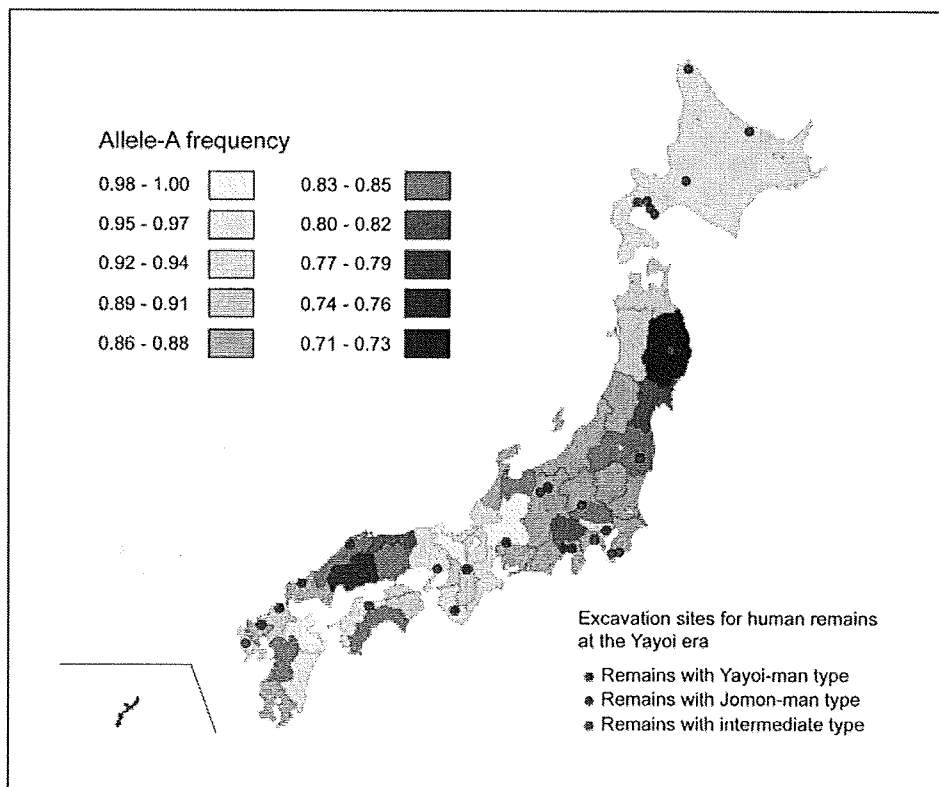 Allele-A frequency
0.98 - 1.00
0.95 - 0.97
0.92 - 0.94
0.89 - 0.91
0.86 - 0.88
0.83 - 0.85
0.80 - 0.82
0.77 - 0.79
0.74 - 0.76
0.71 - 0.73
Excavation sites for human remains
at the Yayoi era
Remains with Yayoi-man type
Remains with Jomon-man type
Remains with intermediate type